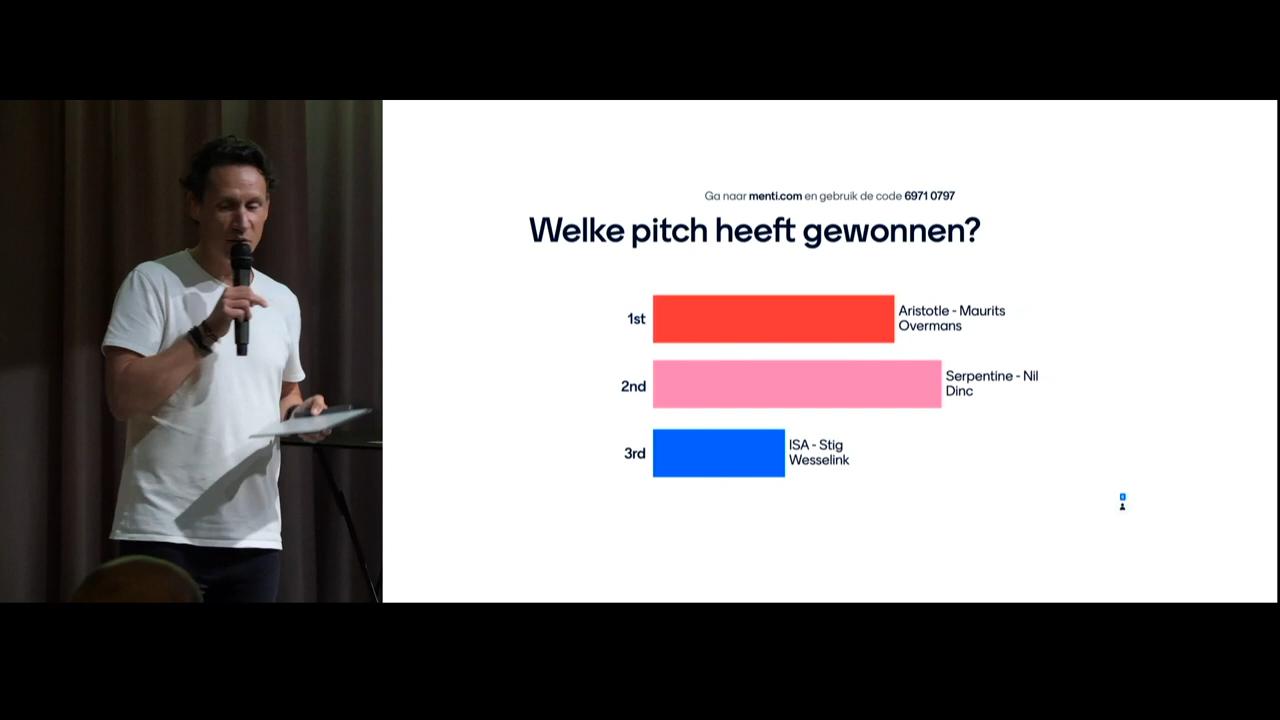 Ga naar menti.com en gebruik de code 6971 0797
Welke pitch heeft gewonnen?
1st
Aristotle - Maurits
Overmans
2nd
Serpentine - Nil
Dinc
3rd
ISA - Stig
Wesselink